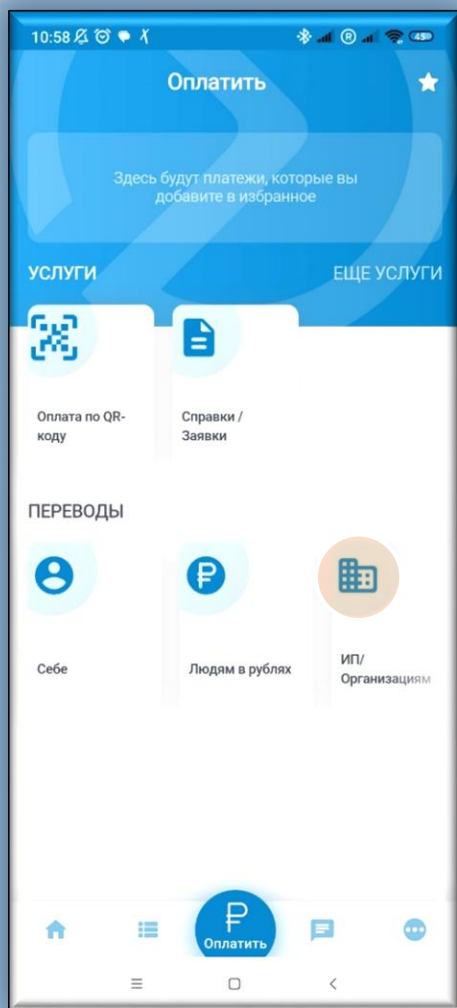 10:58
45
Оплатить
Здесь будут платежи, которые вы
добавите в избранное
УСЛУГИ
ЕЩЕ УСЛУГИ
Оплата по QR-
коду
Справки /
Заявки
ПЕРЕВОДЫ
Себе
Людям в рублях
ИП/
Организациям
Оплатить